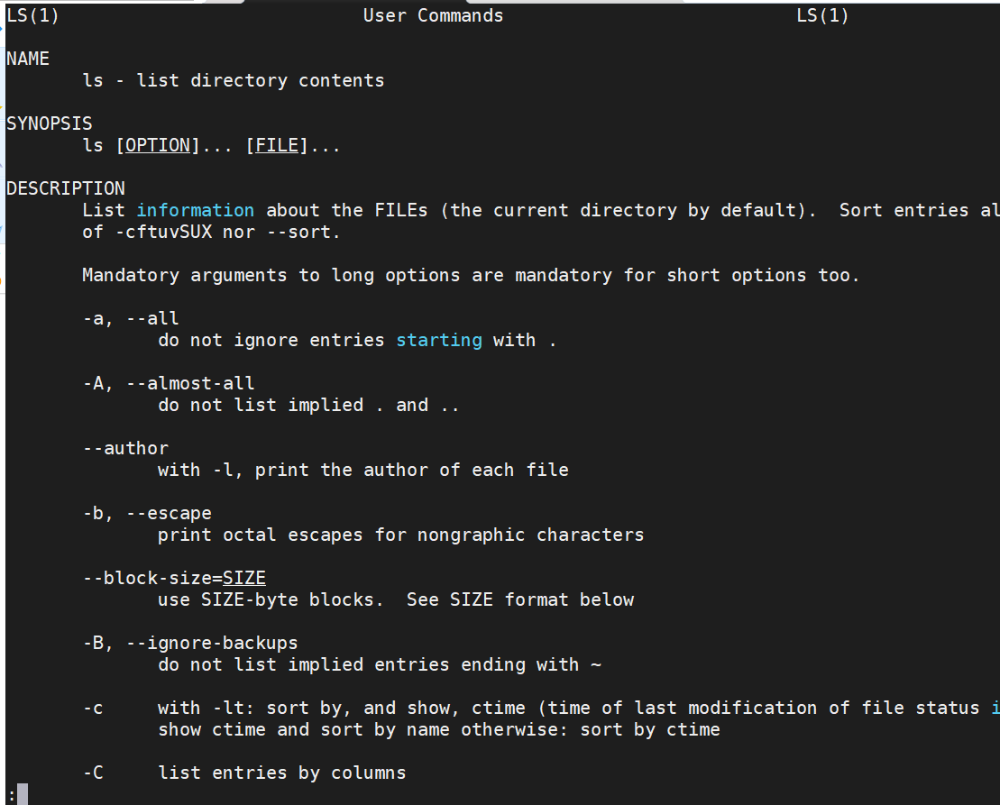 LS(1) User Commands LS(1)
NAME
ls - list directory contents
SYNOPSIS
ls [OPTION]... [FILE]...
DESCRIPTION
List information about the FILEs (the current directory by default). Sort entries
of -cftuvSUX nor --sort.
Mandatory arguments to long options are mandatory for short options too.
-a, --all
do not ignore entries starting with .
-A, --almost-all
do not list implied . and ..
--author
with -l, print the author of each file
-b, --escape
print octal escapes for nongraphic characters
--block-size=SIZE
use SIZE-byte blocks. See SIZE format below
-B, --ignore-backups
do not list implied entries ending with ~
-c with -lt: sort by, and show, ctime (time of last modification of file status
show ctime and sort by name otherwise: sort by ctime
-C list entries by columns
: